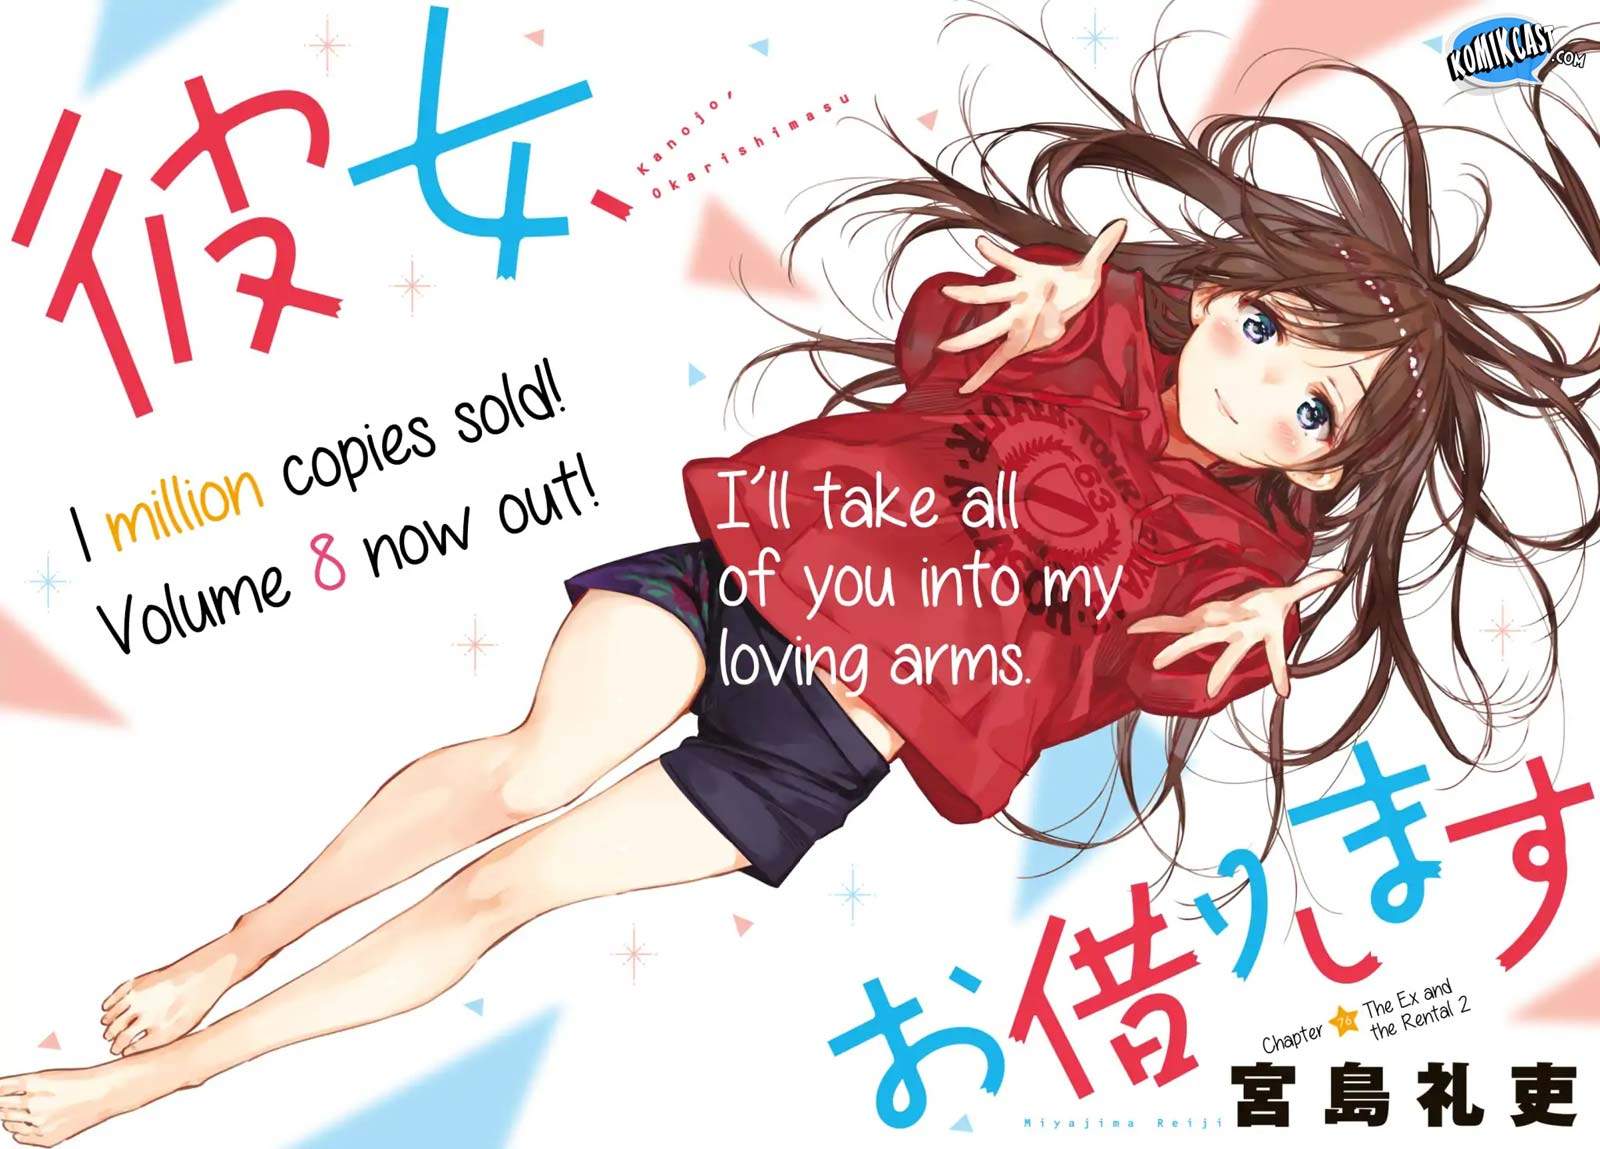 KOMIKCAST.COM
彼女、
Kanojo,
Okarishimasu
1 million copies sold!
Volume 8 now out!
I'll take all
of you into my
loving arms.
お借りします
Chapter 76 The Ex and
the Rental 2
Miyajima Reiji
宮島礼吏
63